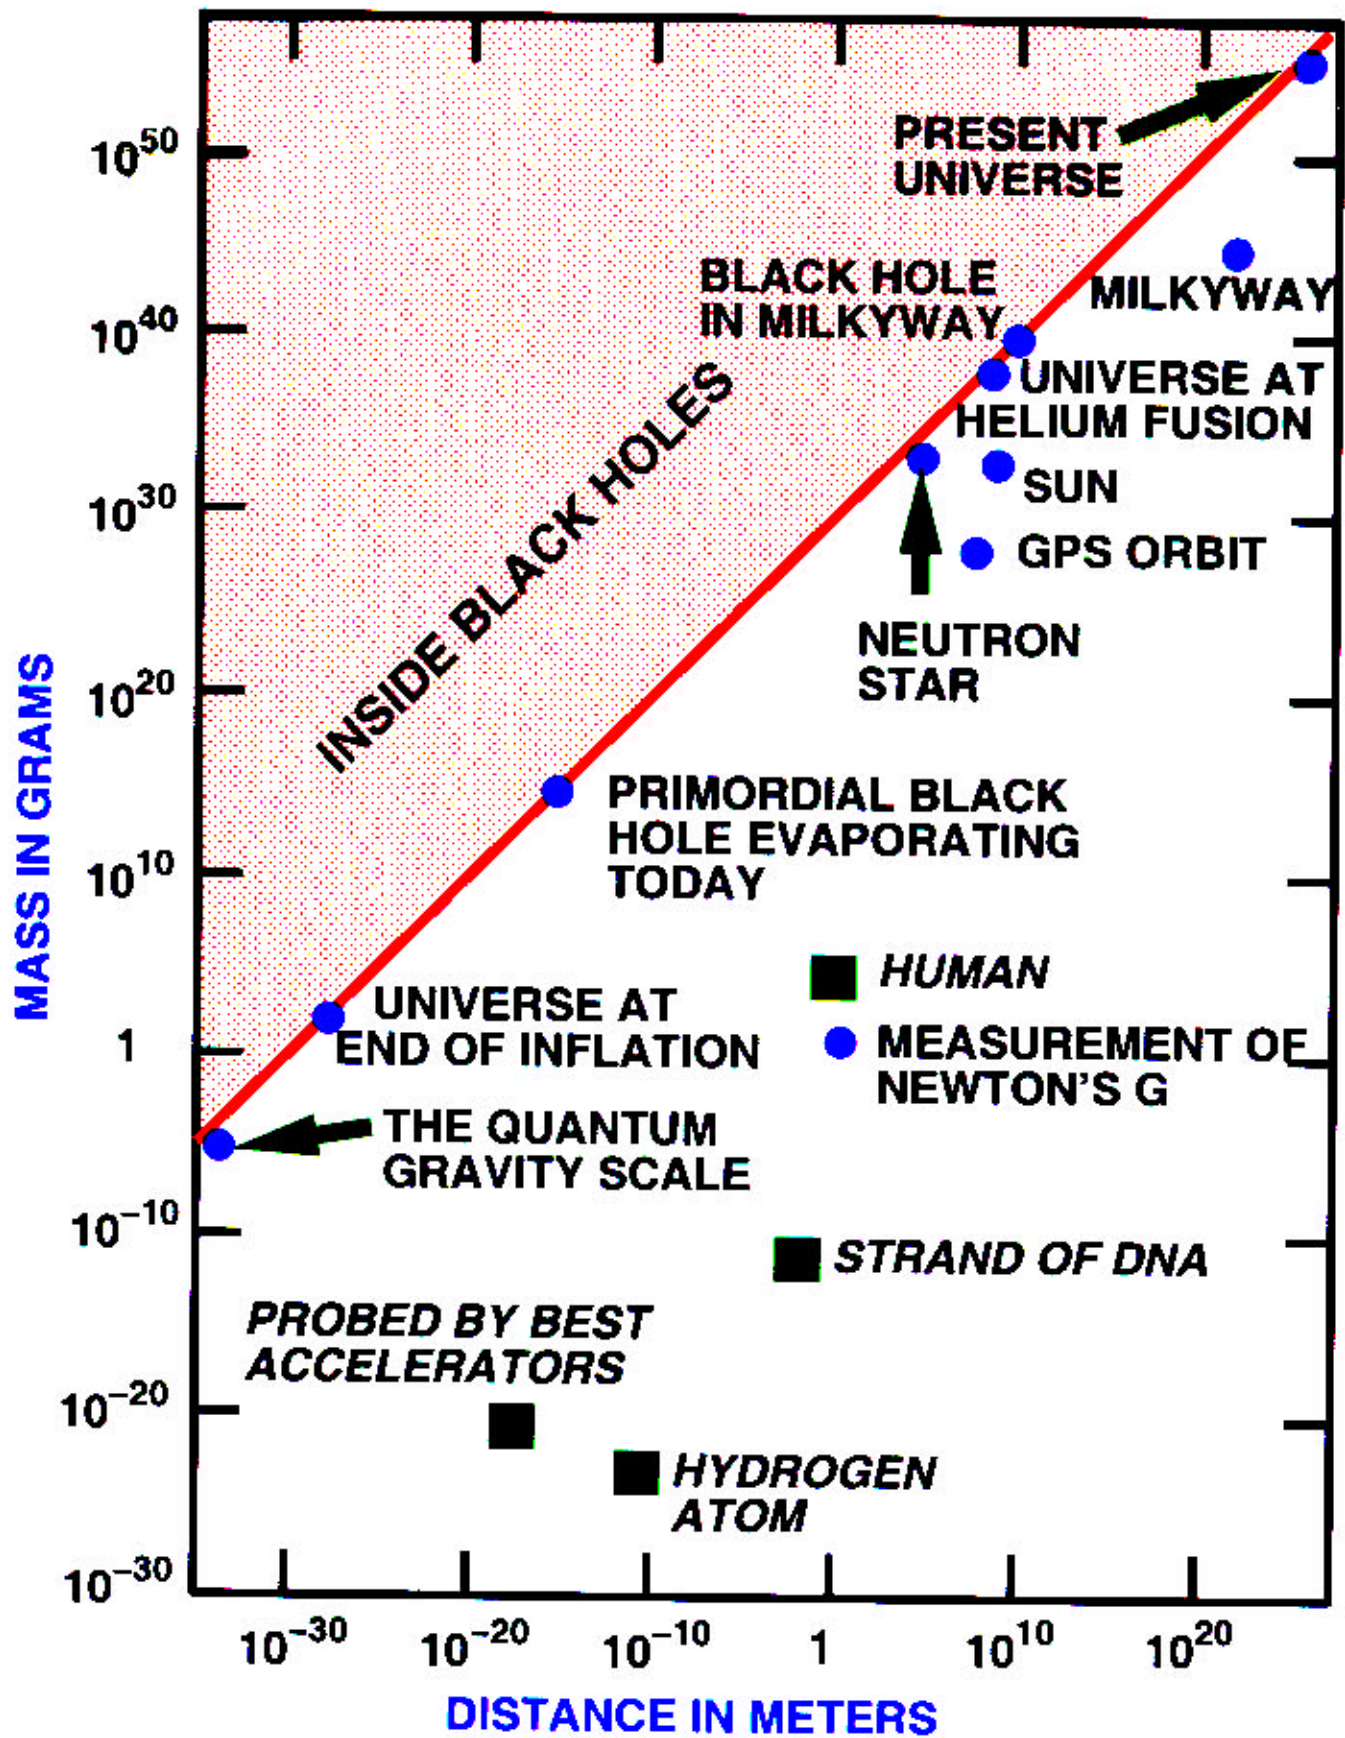 PRESENT
UNIVERSE
10^50
BLACK HOLE
IN MILKYWAY
MILKYWAY
10^40
UNIVERSE AT
HELIUM FUSION
SUN
10^30
GPS ORBIT
INSIDE BLACK HOLES
NEUTRON
STAR
10^20
PRIMORDIAL BLACK
HOLE EVAPORATING
TODAY
10^10
HUMAN
UNIVERSE AT
END OF INFLATION
1
MEASUREMENT OF
NEWTON'S G
THE QUANTUM
GRAVITY SCALE
10^−10
STRAND OF DNA
PROBED BY BEST
ACCELERATORS
10^−20
HYDROGEN
ATOM
10^−30
MASS IN GRAMS
10^−30 10^−20 10^−10 1 10^10 10^20
DISTANCE IN METERS